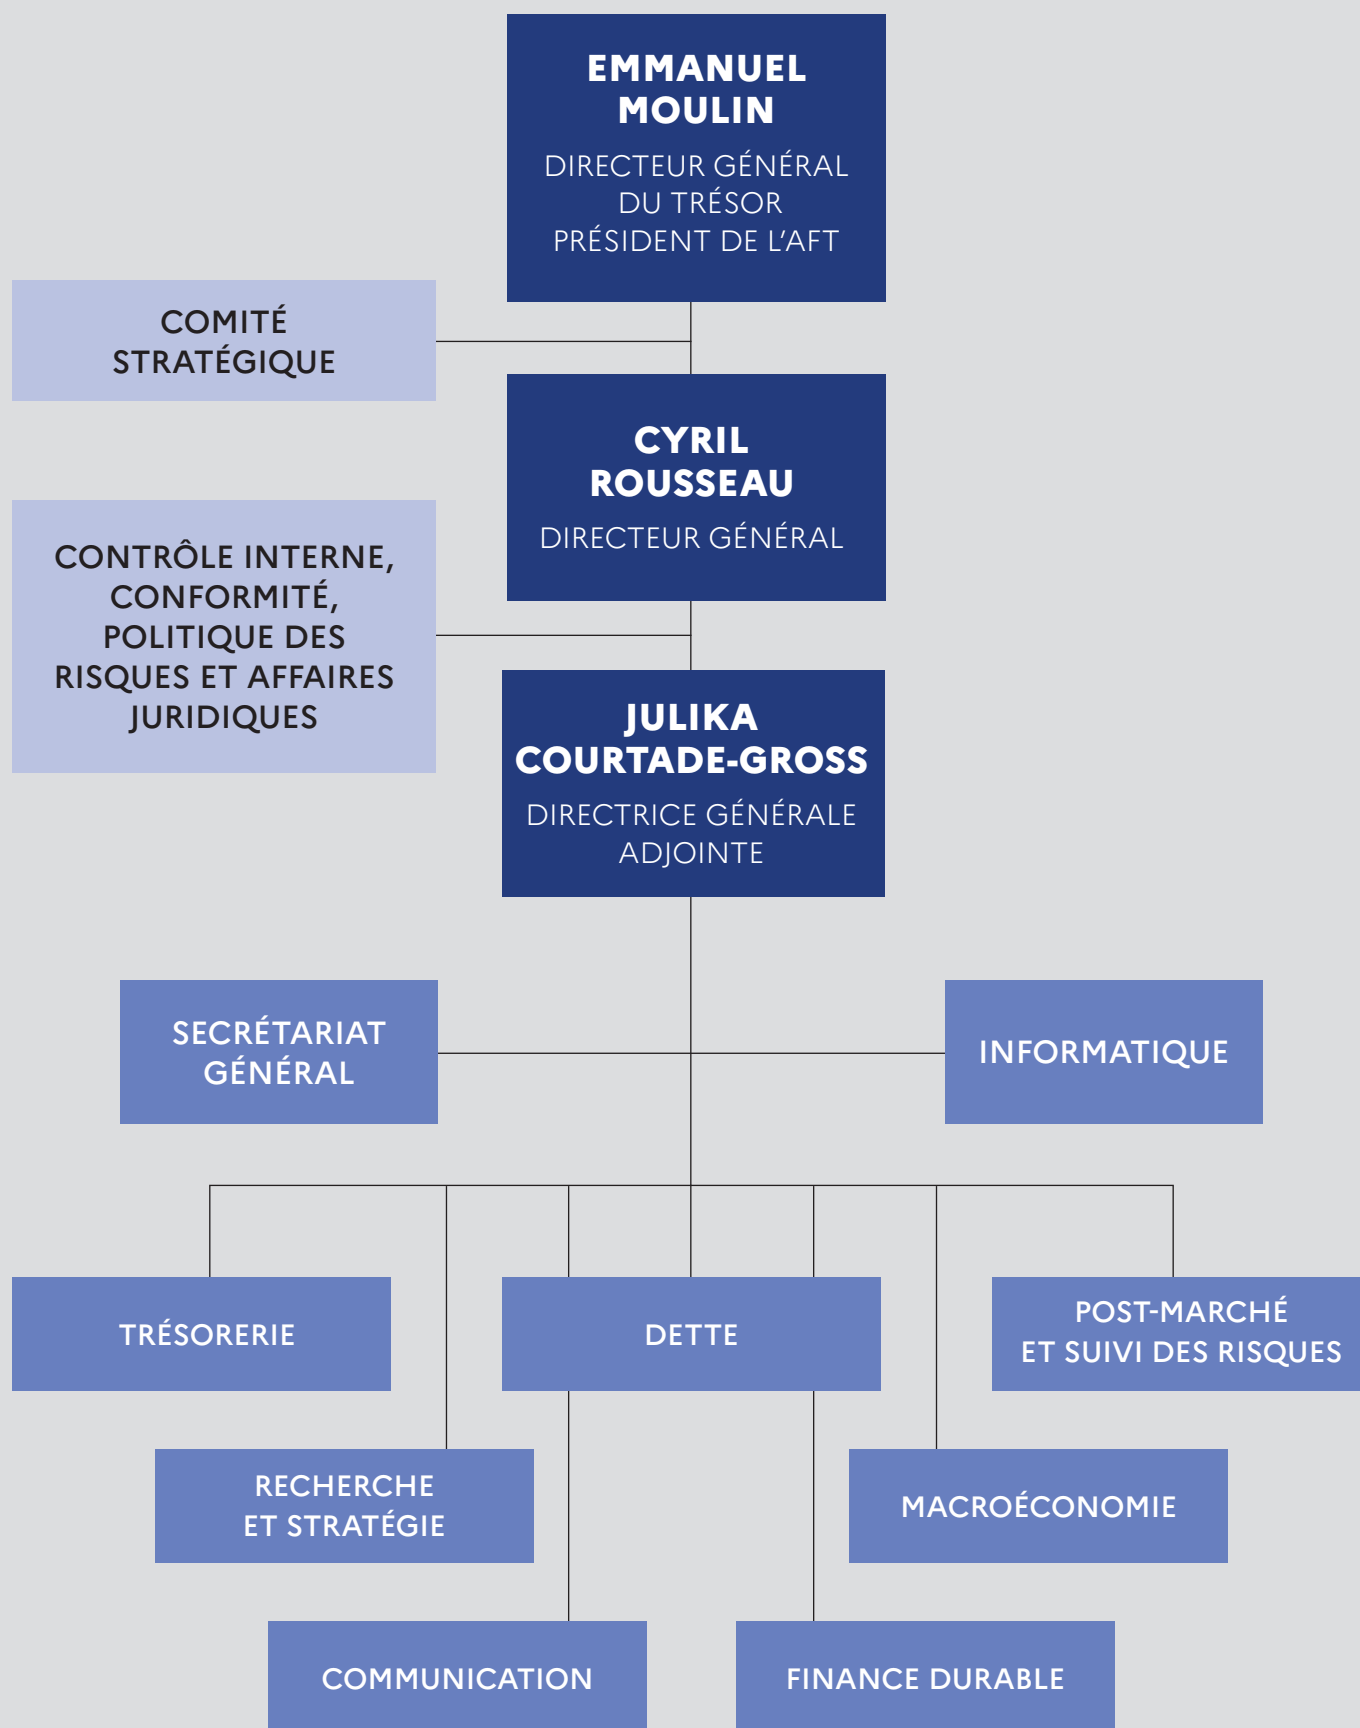 EMMANUEL
MOULIN
DIRECTEUR GÉNÉRAL
DU TRÉSOR
PRÉSIDENT DE L'AFT
COMITÉ
STRATÉGIQUE
CYRIL
ROUSSEAU
DIRECTEUR GÉNÉRAL
CONTRÔLE INTERNE,
CONFORMITÉ,
POLITIQUE DES
RISQUES ET AFFAIRES
JURIDIQUES
JULIKA
COURTADE-GROSS
DIRECTRICE GÉNÉRALE
ADJOINTE
SECRÉTARIAT
GÉNÉRAL
INFORMATIQUE
TRÉSORERIE
DETTE
POST-MARCHÉ
ET SUIVI DES RISQUES
RECHERCHE
ET STRATÉGIE
MACROÉCONOMIE
COMMUNICATION
FINANCE DURABLE